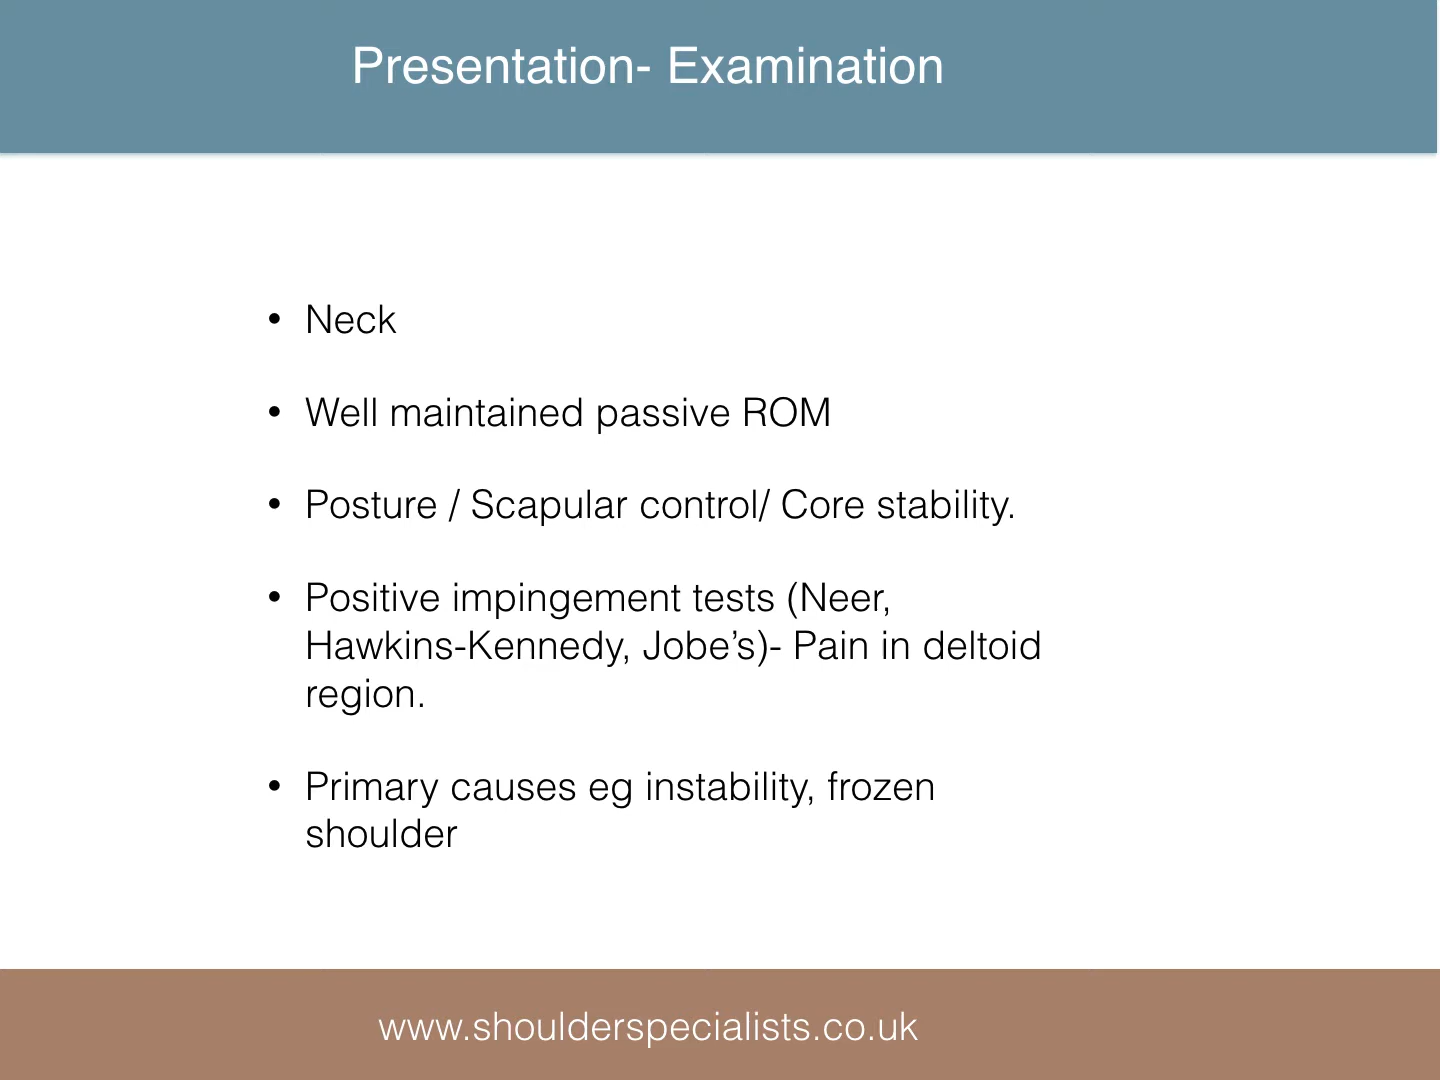 Presentation- Examination
• Neck
• Well maintained passive ROM
• Posture / Scapular control/ Core stability.
• Positive impingement tests (Neer,
Hawkins-Kennedy, Jobe’s)- Pain in deltoid
region.
• Primary causes eg instability, frozen
shoulder
www.shoulderspecialists.co.uk